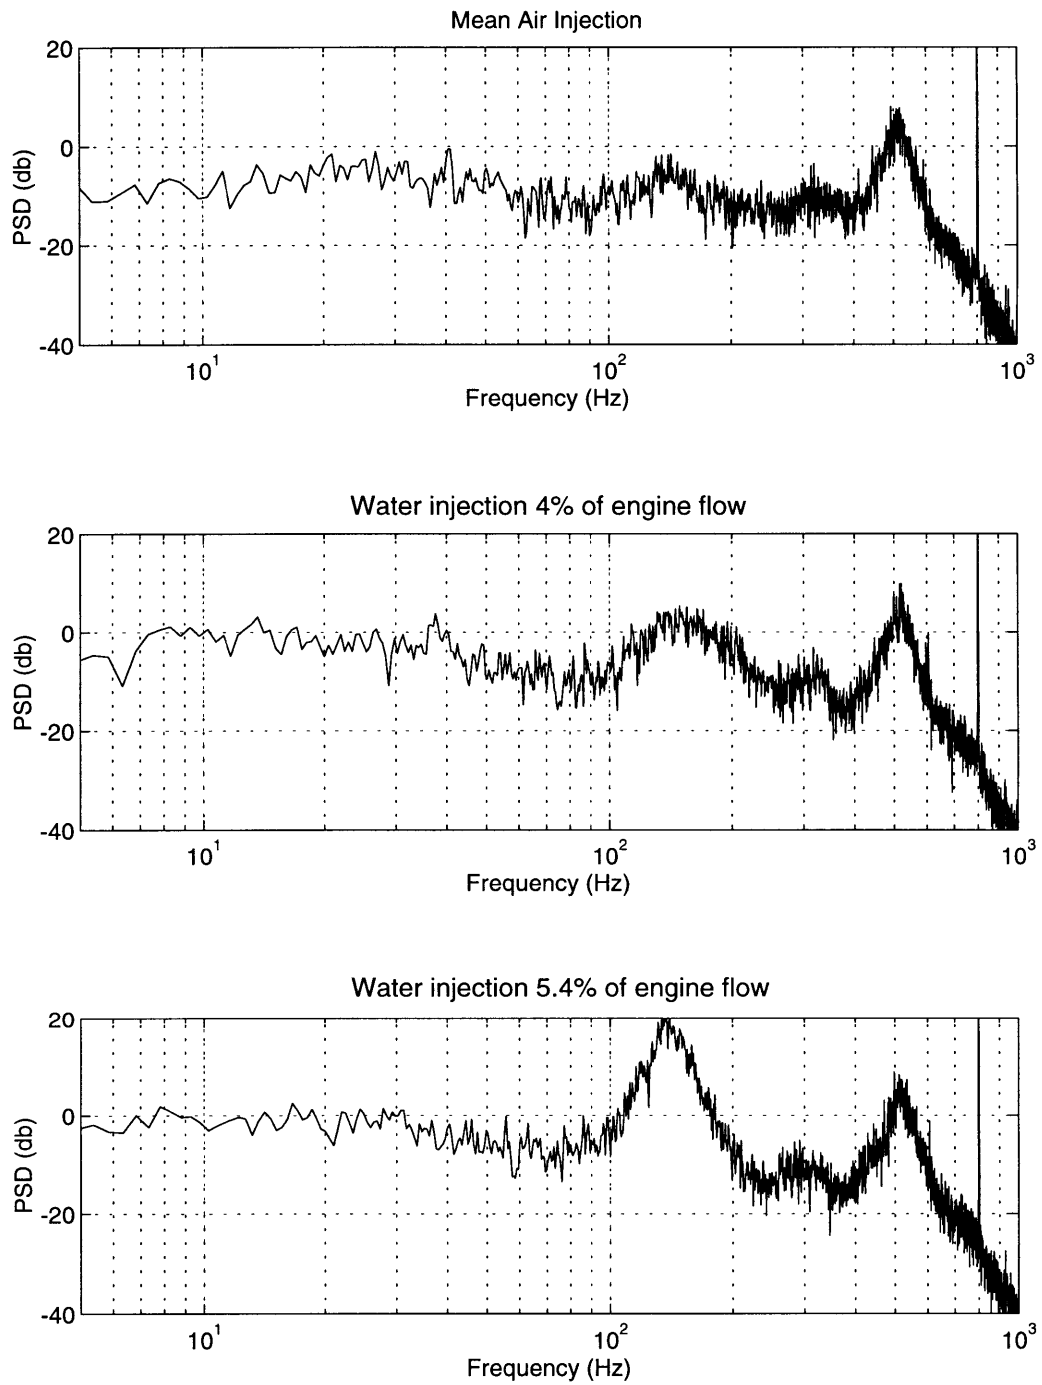 Mean Air Injection
20
0
-20
-40
PSD (db)
10^1
10^2
10^3
Frequency (Hz)
Water injection 4% of engine flow
20
0
-20
-40
PSD (db)
10^1
10^2
10^3
Frequency (Hz)
Water injection 5.4% of engine flow
20
0
-20
-40
PSD (db)
10^1
10^2
10^3
Frequency (Hz)